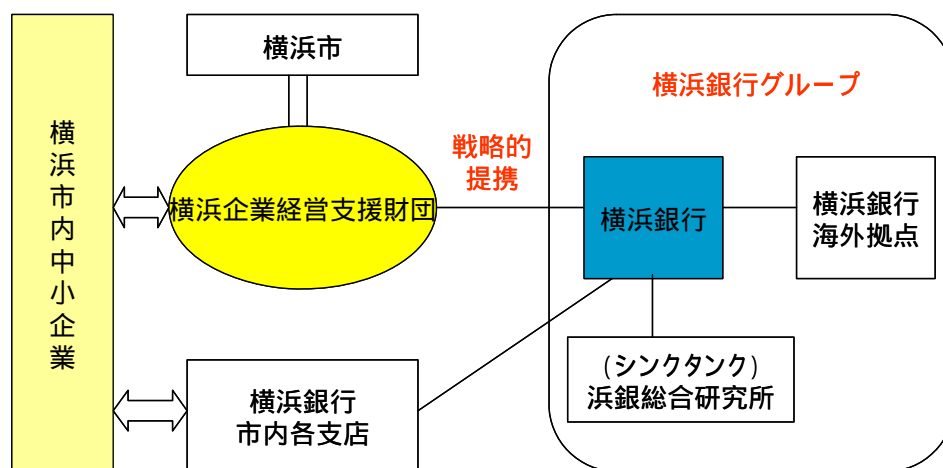 横浜市
横浜銀行グループ
戦略的
提携
横浜市内中小企業
横浜企業経営支援財団
横浜銀行
横浜銀行
海外拠点
(シンクタンク)
浜銀総合研究所
横浜銀行
市内各支店